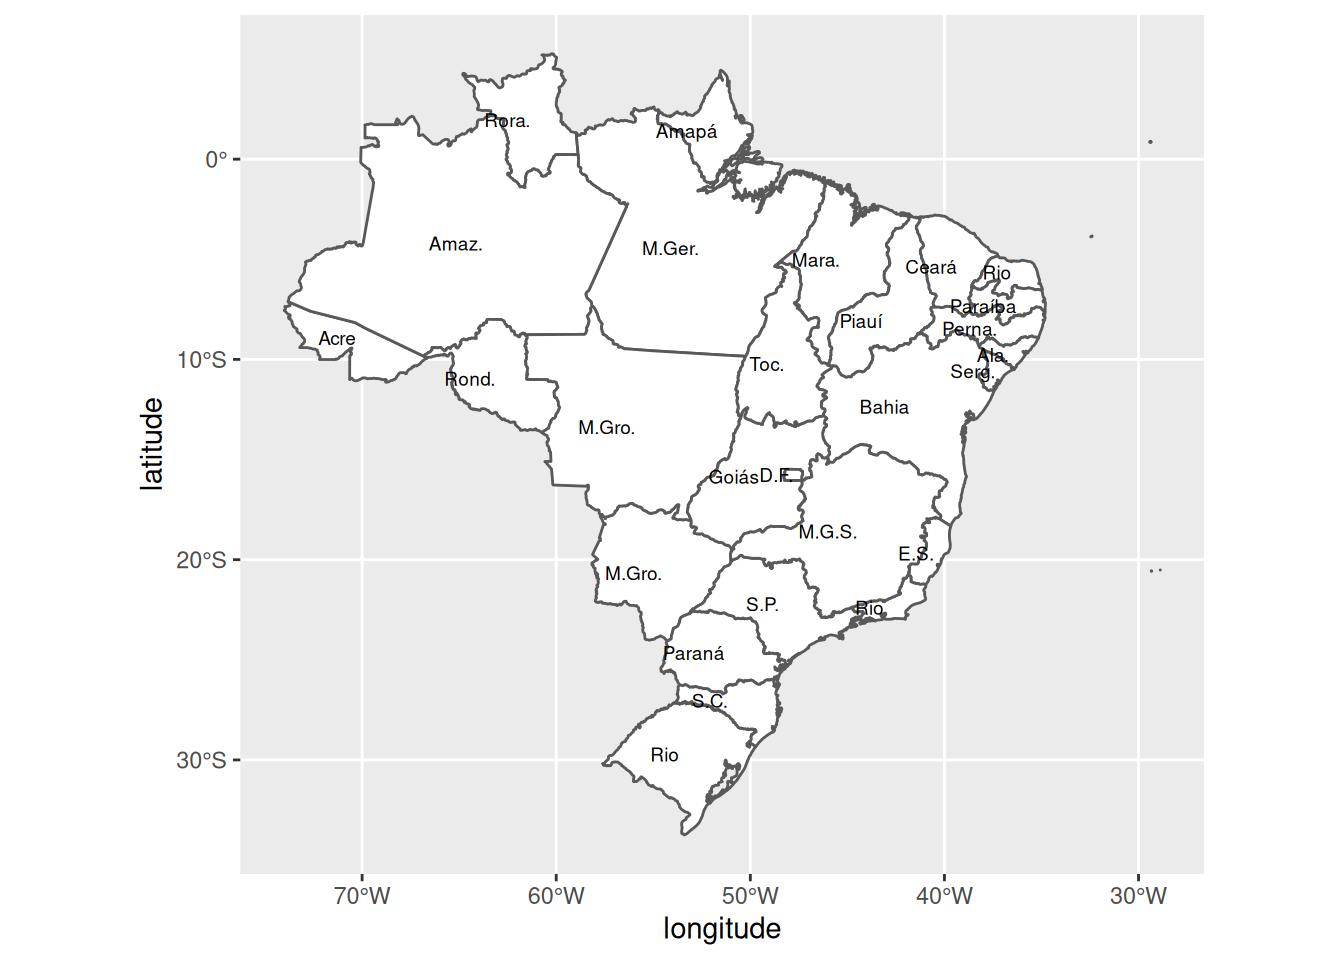 Rora.
Amapá
0°
Amaz.
M.Ger.
Mara.
Ceará
Rio
Paraíba
Piauí
Perna.
Acre
Ala.
10°S
Toc.
Serg.
Rond.
Bahia
M.Gro.
Goiás
D.F.
M.G.S.
E.S.
20°S
M.Gro.
S.P.
Rio
Paraná
S.C.
Rio
30°S
latitude
70°W 60°W 50°W 40°W 30°W
longitude